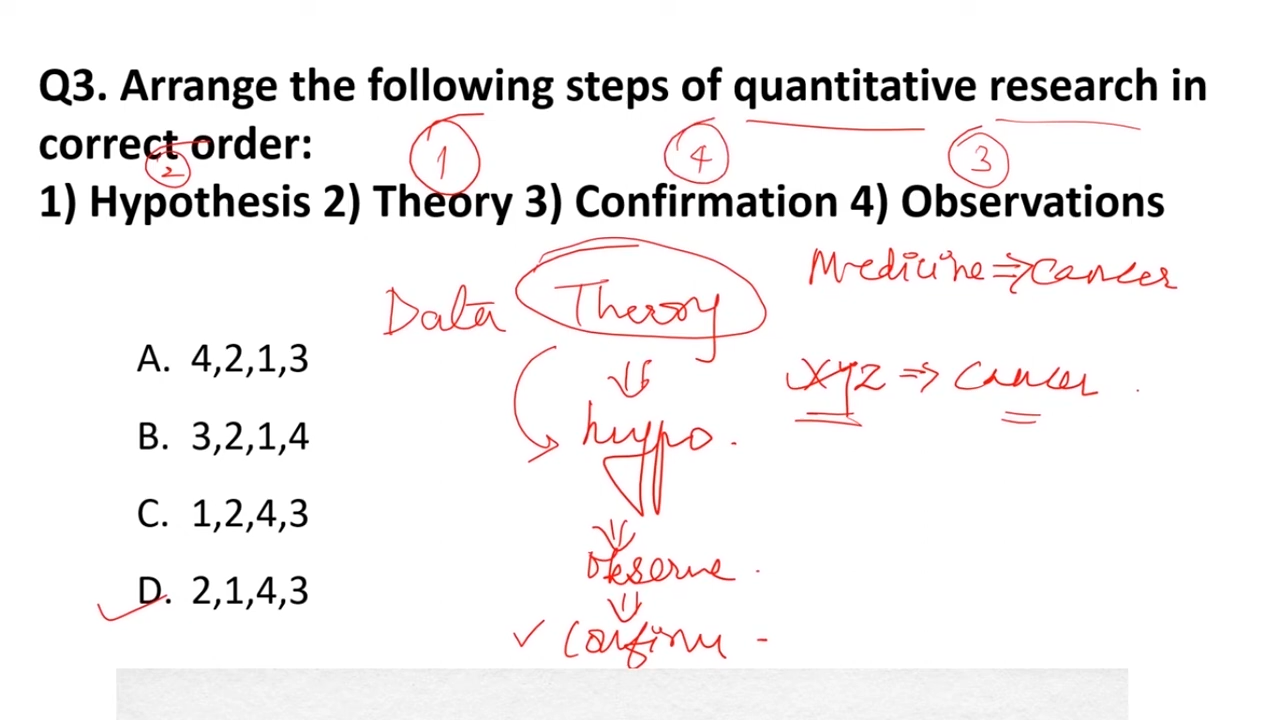 Q3. Arrange the following steps of quantitative research in
correct order:
2 1 4 3
1) Hypothesis 2) Theory 3) Confirmation 4) Observations
Medicine ⇒ cancer
Data Theory
A. 4,2,1,3
XYZ ⇒ cancer
B. 3,2,1,4
hypo.
C. 1,2,4,3
Observe
D. 2,1,4,3
Confirm